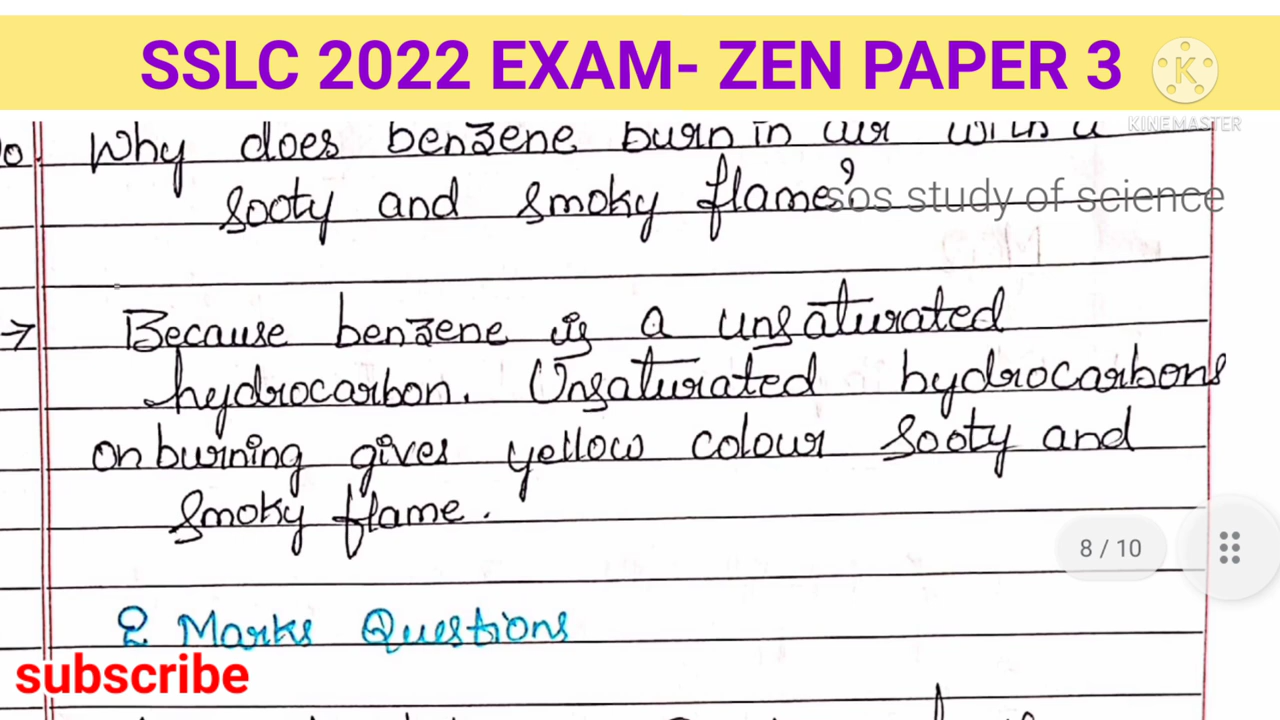 SSLC 2022 EXAM- ZEN PAPER 3
K
KINEMASTER
Why does benzene burn in air with a
sooty and smoky flame?
sos study of science
→ Because benzene is a unsaturated
hydrocarbon. Unsaturated hydrocarbons
on burning gives yellow colour sooty and
smoky flame.
8 / 10
2 Marks Questions
subscribe